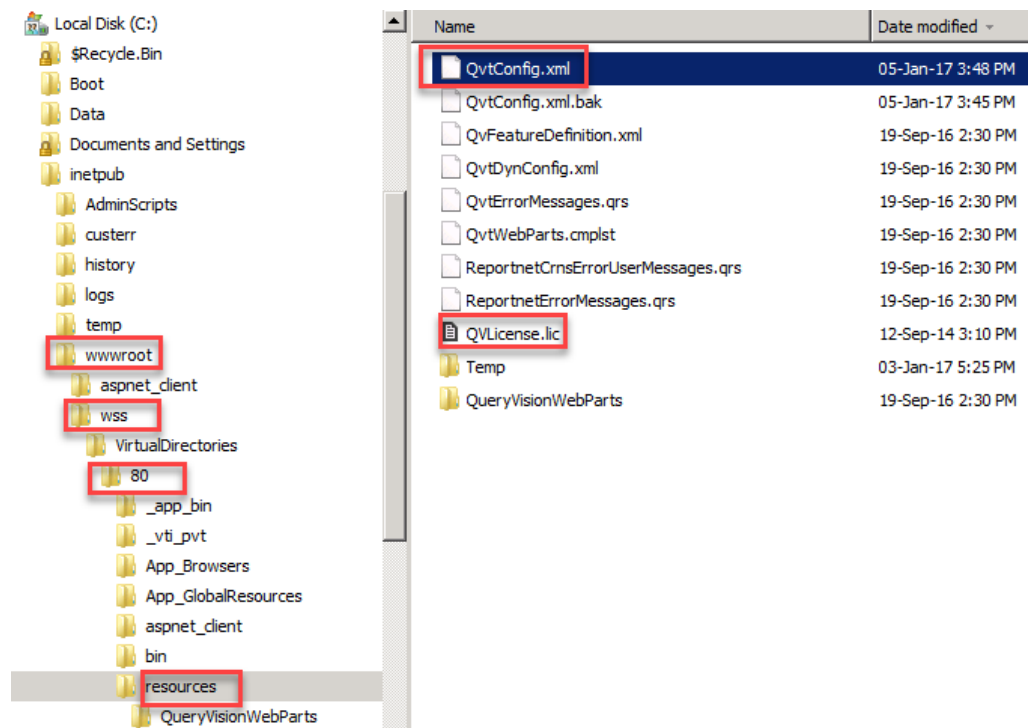 Local Disk (C:)
$Recycle.Bin
Boot
Data
Documents and Settings
inetpub
AdminScripts
custerr
history
logs
temp
wwwroot
aspnet_client
wss
VirtualDirectories
80
_app_bin
_vti_pvt
App_Browsers
App_GlobalResources
aspnet_client
bin
resources
QueryVisionWebParts
Name Date modified
QvtConfig.xml 05-Jan-17 3:48 PM
QvtConfig.xml.bak 05-Jan-17 3:45 PM
QvFeatureDefinition.xml 19-Sep-16 2:30 PM
QvtDynConfig.xml 19-Sep-16 2:30 PM
QvtErrorMessages.qrs 19-Sep-16 2:30 PM
QvtWebParts.cmplst 19-Sep-16 2:30 PM
ReportnetCrnsErrorUserMessages.qrs 19-Sep-16 2:30 PM
ReportnetErrorMessages.qrs 19-Sep-16 2:30 PM
QVLicense.lic 12-Sep-14 3:10 PM
Temp 03-Jan-17 5:25 PM
QueryVisionWebParts 19-Sep-16 2:30 PM